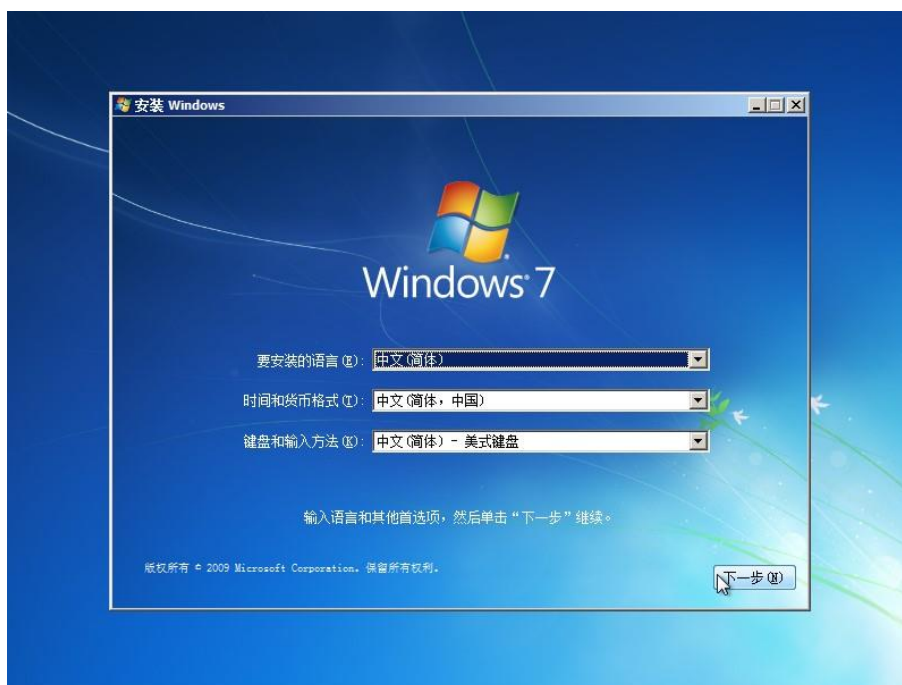 安装 Windows
Windows 7
要安装的语言(E): 中文(简体)
时间和货币格式(T): 中文(简体，中国)
键盘和输入方法(K): 中文(简体) - 美式键盘
输入语言和其他首选项，然后单击“下一步”继续。
版权所有 © 2009 Microsoft Corporation。保留所有权利。
下一步(N)